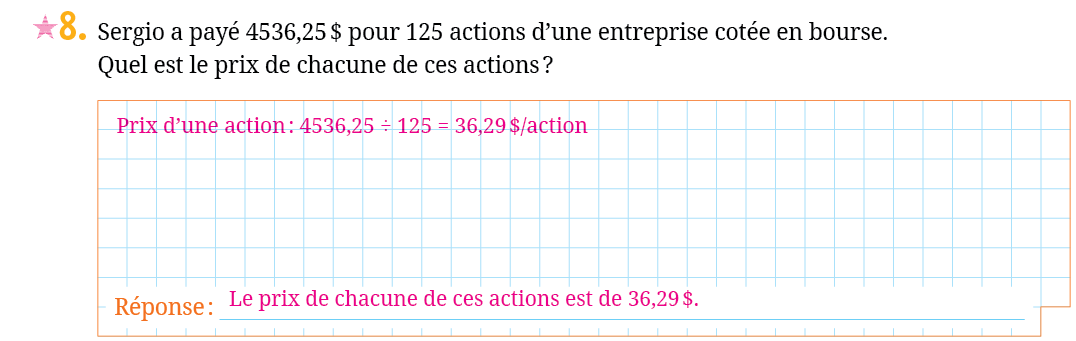 8. Sergio a payé 4536,25 $ pour 125 actions d’une entreprise cotée en bourse.
Quel est le prix de chacune de ces actions ?
Prix d’une action : 4536,25 ÷ 125 = 36,29 $/action
Réponse : Le prix de chacune de ces actions est de 36,29 $.